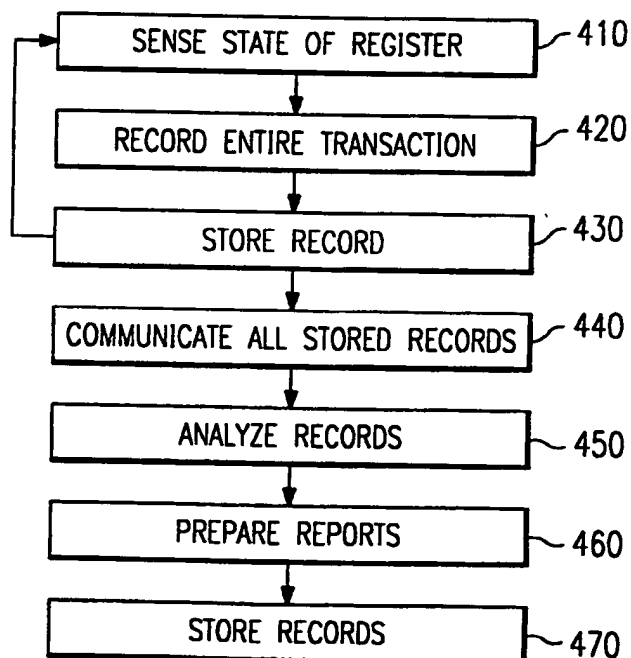 SENSE STATE OF REGISTER 410
RECORD ENTIRE TRANSACTION 420
STORE RECORD 430
COMMUNICATE ALL STORED RECORDS 440
ANALYZE RECORDS 450
PREPARE REPORTS 460
STORE RECORDS 470